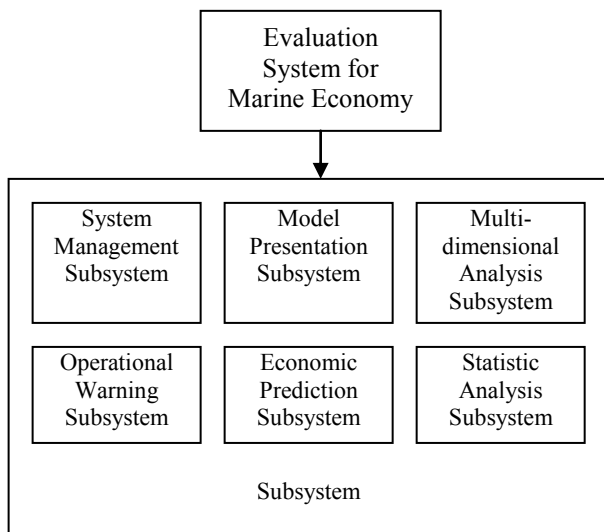 Evaluation
System for
Marine Economy
System
Management
Subsystem
Model
Presentation
Subsystem
Multi-
dimensional
Analysis
Subsystem
Operational
Warning
Subsystem
Economic
Prediction
Subsystem
Statistic
Analysis
Subsystem
Subsystem